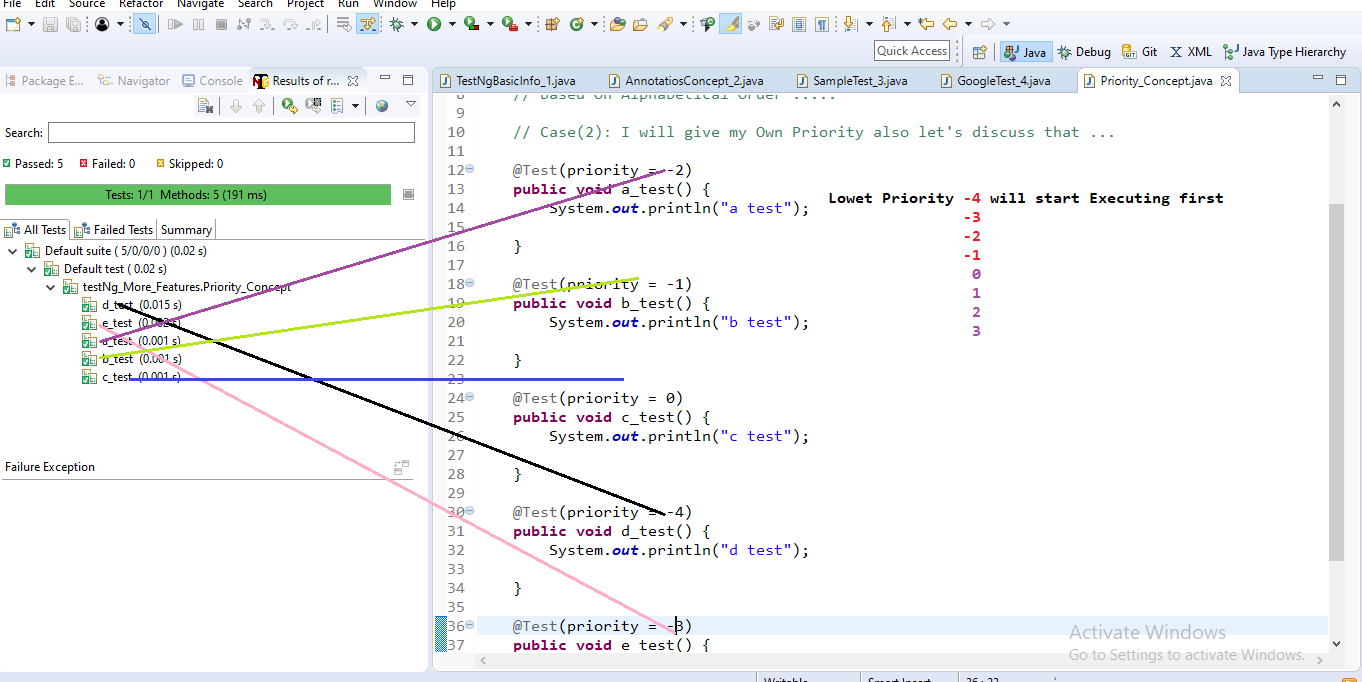 File Edit Source Refactor Navigate Search Project Run Window Help
Quick Access Java Debug Git XML Java Type Hierarchy
Package E... Navigator Console Results of r...
Search:
Passed: 5 Failed: 0 Skipped: 0
Tests: 1/1 Methods: 5 (191 ms)
All Tests Failed Tests Summary
Default suite ( 5/0/0/0 ) (0.02 s)
Default test ( 0.02 s)
testNg_More_Features.Priority_Concept
d_test (0.015 s)
e_test (0.002 s)
a_test (0.001 s)
b_test (0.001 s)
c_test (0.001 s)
Failure Exception
TestNgBasicInfo_1.java AnnotatiosConcept_2.java SampleTest_3.java GoogleTest_4.java Priority_Concept.java
8 // Based on Alphabetical Order .....
9
10 // Case(2): I will give my Own Priority also let's discuss that ...
11
12 @Test(priority = -2)
13 public void a_test() {
14 System.out.println("a test");
15
16 }
17
18 @Test(priority = -1)
19 public void b_test() {
20 System.out.println("b test");
21
22 }
23
24 @Test(priority = 0)
25 public void c_test() {
26 System.out.println("c test");
27
28 }
29
30 @Test(priority = -4)
31 public void d_test() {
32 System.out.println("d test");
33
34 }
35
36 @Test(priority = -3)
37 public void e_test() {
Lowet Priority -4 will start Executing first
-3
-2
-1
0
1
2
3
Activate Windows
Go to Settings to activate Windows.
Writable Smart Insert 36 : 23